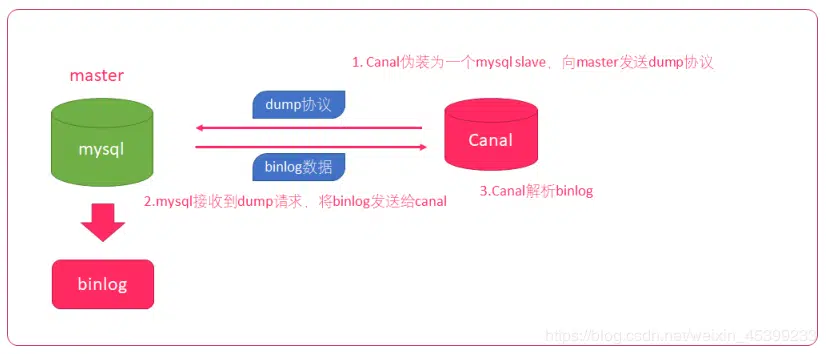 1. Canal伪装为一个mysql slave、向master发送dump协议
master
dump协议
mysql
Canal
binlog数据
3.Canal解析binlog
2.mysql接收到dump请求、将binlog发送给canal
binlog
https://blog.csdn.net/weixin_45399233